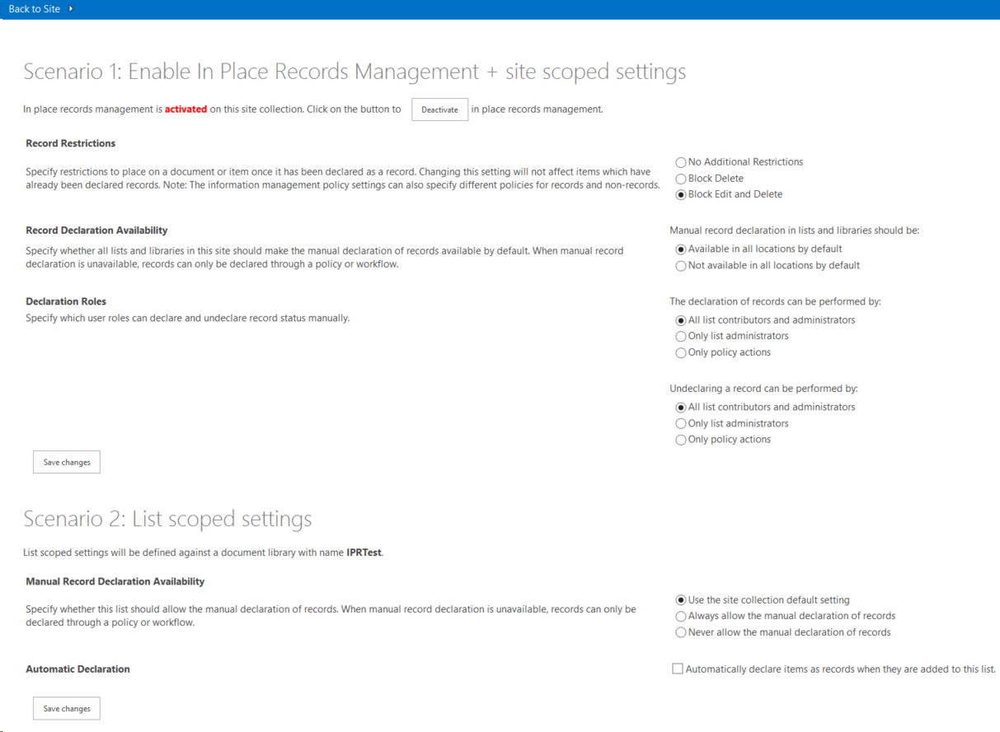 Back to Site
Scenario 1: Enable In Place Records Management + site scoped settings
In place records management is activated on this site collection. Click on the button to Deactivate in place records management.
Record Restrictions
Specify restrictions to place on a document or item once it has been declared as a record. Changing this setting will not affect items which have
already been declared records. Note: The information management policy settings can also specify different policies for records and non-records.
No Additional Restrictions
Block Delete
Block Edit and Delete
Record Declaration Availability
Specify whether all lists and libraries in this site should make the manual declaration of records available by default. When manual record
declaration is unavailable, records can only be declared through a policy or workflow.
Manual record declaration in lists and libraries should be:
Available in all locations by default
Not available in all locations by default
Declaration Roles
Specify which user roles can declare and undeclare record status manually.
The declaration of records can be performed by:
All list contributors and administrators
Only list administrators
Only policy actions
Undeclaring a record can be performed by:
All list contributors and administrators
Only list administrators
Only policy actions
Save changes
Scenario 2: List scoped settings
List scoped settings will be defined against a document library with name IPRTest.
Manual Record Declaration Availability
Specify whether this list should allow the manual declaration of records. When manual record declaration is unavailable, records can only be
declared through a policy or workflow.
Use the site collection default setting
Always allow the manual declaration of records
Never allow the manual declaration of records
Automatic Declaration
Automatically declare items as records when they are added to this list.
Save changes